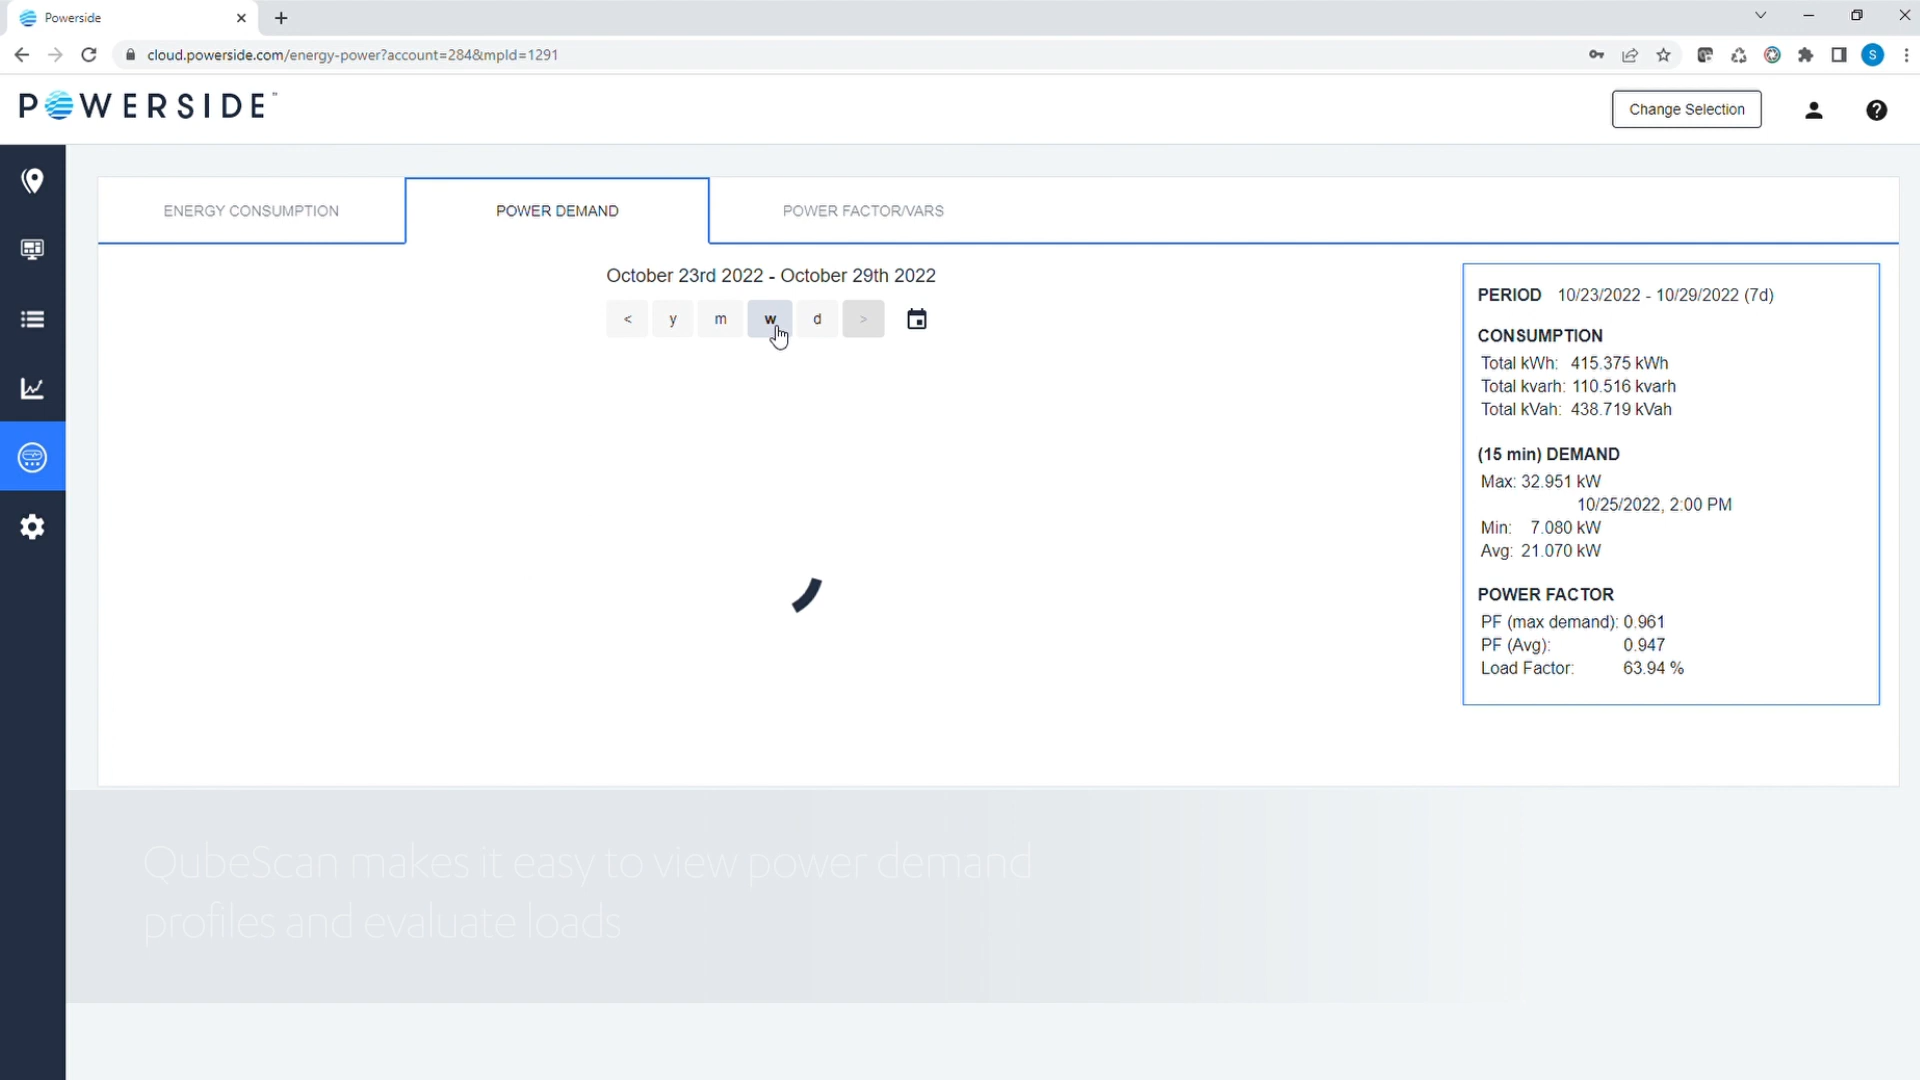 Powerside
cloud.powerside.com/energy-power?account=284&mpId=1291
S
POWERSIDE™
Change Selection
ENERGY CONSUMPTION
POWER DEMAND
POWER FACTOR/VARS
October 23rd 2022 - October 29th 2022
< y m w d >
PERIOD 10/23/2022 - 10/29/2022 (7d)
CONSUMPTION
Total kWh: 415.375 kWh
Total kvarh: 110.516 kvarh
Total kVah: 438.719 kVah
(15 min) DEMAND
Max: 32.951 kW
10/25/2022, 2:00 PM
Min: 7.080 kW
Avg: 21.070 kW
POWER FACTOR
PF (max demand): 0.961
PF (Avg): 0.947
Load Factor: 63.94 %
QubeScan makes it easy to view power demand
profiles and evaluate loads